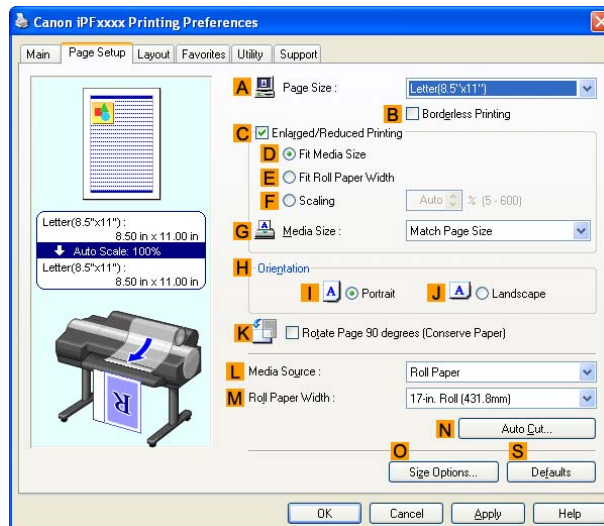 Canon iPFxxxx Printing Preferences
Main Page Setup Layout Favorites Utility Support
A Page Size : Letter(8.5"x11")
B Borderless Printing
C Enlarged/Reduced Printing
D Fit Media Size
E Fit Roll Paper Width
F Scaling Auto % (5 - 600)
Letter(8.5"x11") :
8.50 in x 11.00 in
Auto Scale: 100%
Letter(8.5"x11") :
8.50 in x 11.00 in
G Media Size : Match Page Size
H Orientation
I A Portrait J A Landscape
K Rotate Page 90 degrees (Conserve Paper)
R
L Media Source : Roll Paper
M Roll Paper Width : 17-in. Roll (431.8mm)
N Auto Cut...
O S
Size Options... Defaults
OK Cancel Apply Help